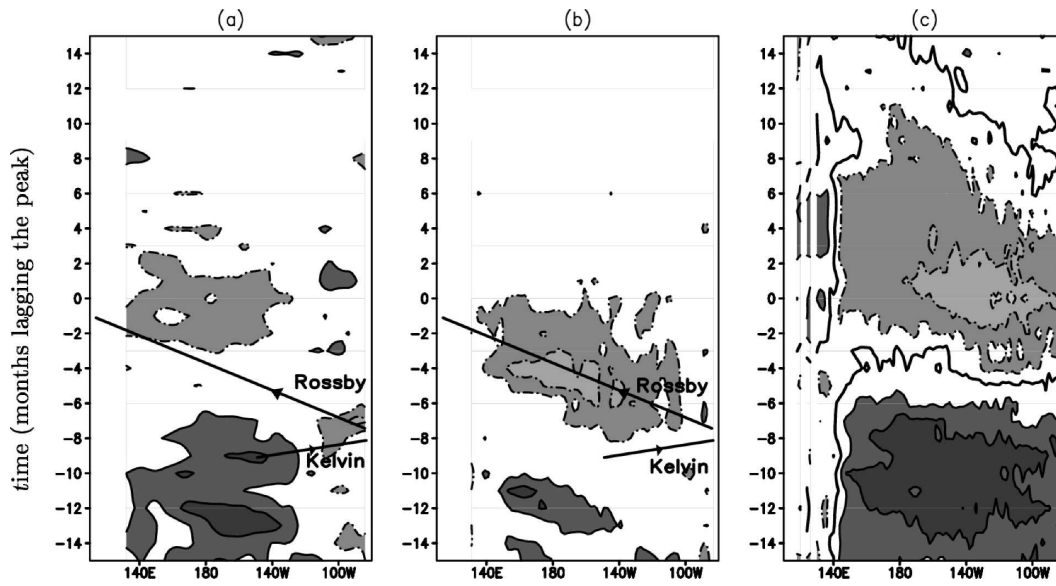 (a) (b) (c)
time (months lagging the peak)
14 14 14
12 12 12
10 10 10
8 8 8
6 6 6
4 4 4
2 2 2
0 0 0
-2 -2 -2
-4 -4 -4
Rossby Rossby
-6 -6 -6
-8 -8 -8
Kelvin Kelvin
-10 -10 -10
-12 -12 -12
-14 -14 -14
140E 180 140W 100W 140E 180 140W 100W 140E 180 140W 100W